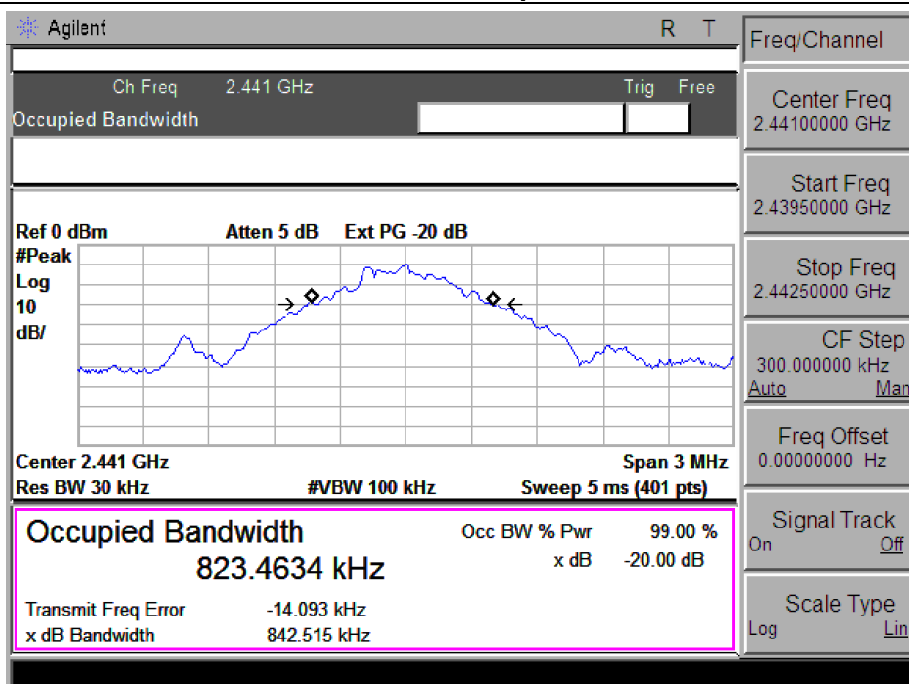 Agilent R T
Ch Freq 2.441 GHz Trig Free
Occupied Bandwidth
Ref 0 dBm Atten 5 dB Ext PG -20 dB
#Peak
Log
10
dB/
Center 2.441 GHz Span 3 MHz
Res BW 30 kHz #VBW 100 kHz Sweep 5 ms (401 pts)
Occupied Bandwidth Occ BW % Pwr 99.00 %
823.4634 kHz x dB -20.00 dB
Transmit Freq Error -14.093 kHz
x dB Bandwidth 842.515 kHz
Freq/Channel
Center Freq
2.44100000 GHz
Start Freq
2.43950000 GHz
Stop Freq
2.44250000 GHz
CF Step
300.000000 kHz
Auto Man
Freq Offset
0.00000000 Hz
Signal Track
On Off
Scale Type
Log Lin